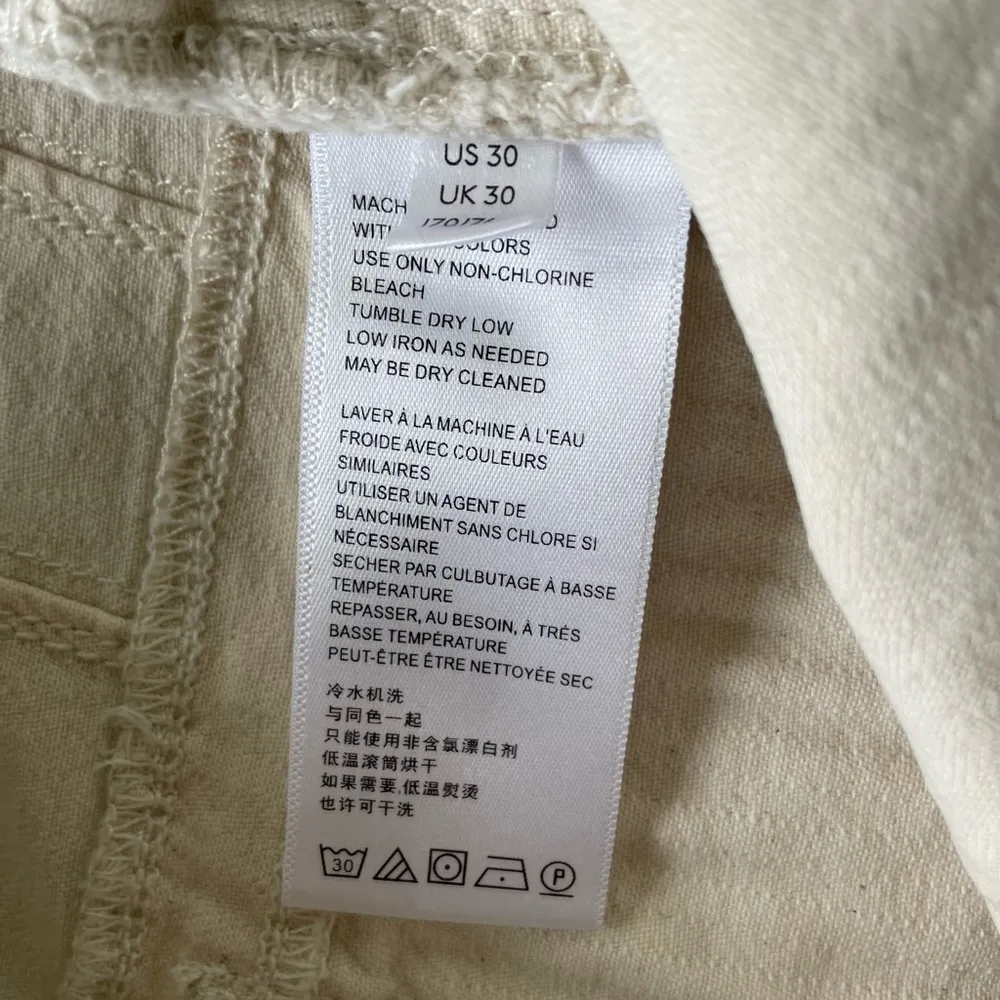 US 30
UK 30
MACH
COLORS
USE ONLY NON-CHLORINE
BLEACH
TUMBLE DRY LOW
LOW IRON AS NEEDED
MAY BE DRY CLEANED
LAVER À LA MACHINE À L'EAU
FROIDE AVEC COULEURS
SIMILAIRES
UTILISER UN AGENT DE
BLANCHIMENT SANS CHLORE SI
NÉCESSAIRE
SECHER PAR CULBUTAGE À BASSE
TEMPÉRATURE
REPASSER, AU BESOIN, À TRÉS
BASSE TEMPÉRATURE
PEUT-ÊTRE ÊTRE NETTOYÉE SEC
冷水机洗
与同色一起
只能使用非含氯漂白剂
低温滚筒烘干
如果需要,低温熨烫
也许可干洗
30 P